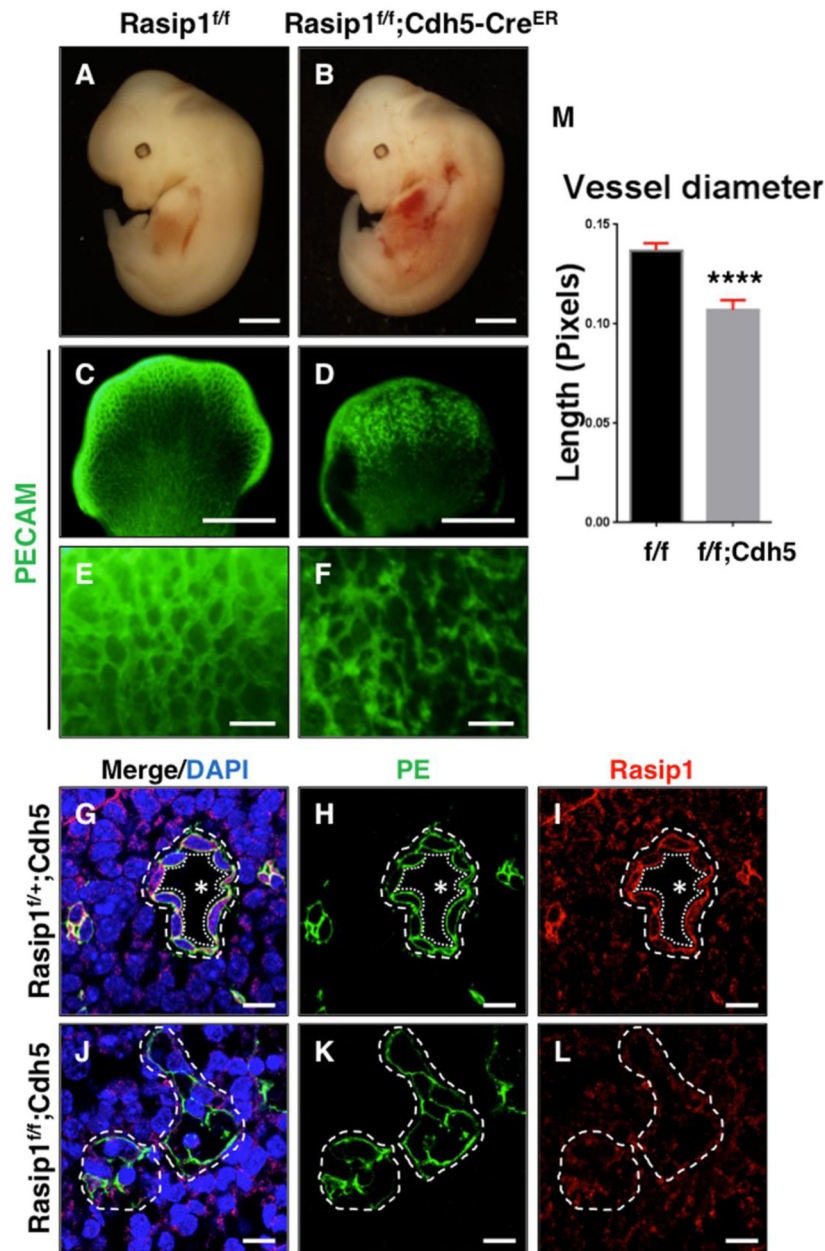 Rasip1f/f
Rasip1f/f;Cdh5-CreER
A
B
M
Vessel diameter
0.15
0.10
0.05
0.00
Length (Pixels)
****
f/f
f/f;Cdh5
PECAM
C
D
E
F
Merge/DAPI
PE
Rasip1
Rasip1f/+;Cdh5
G
*
H
*
I
*
Rasip1f/f;Cdh5
J
K
L